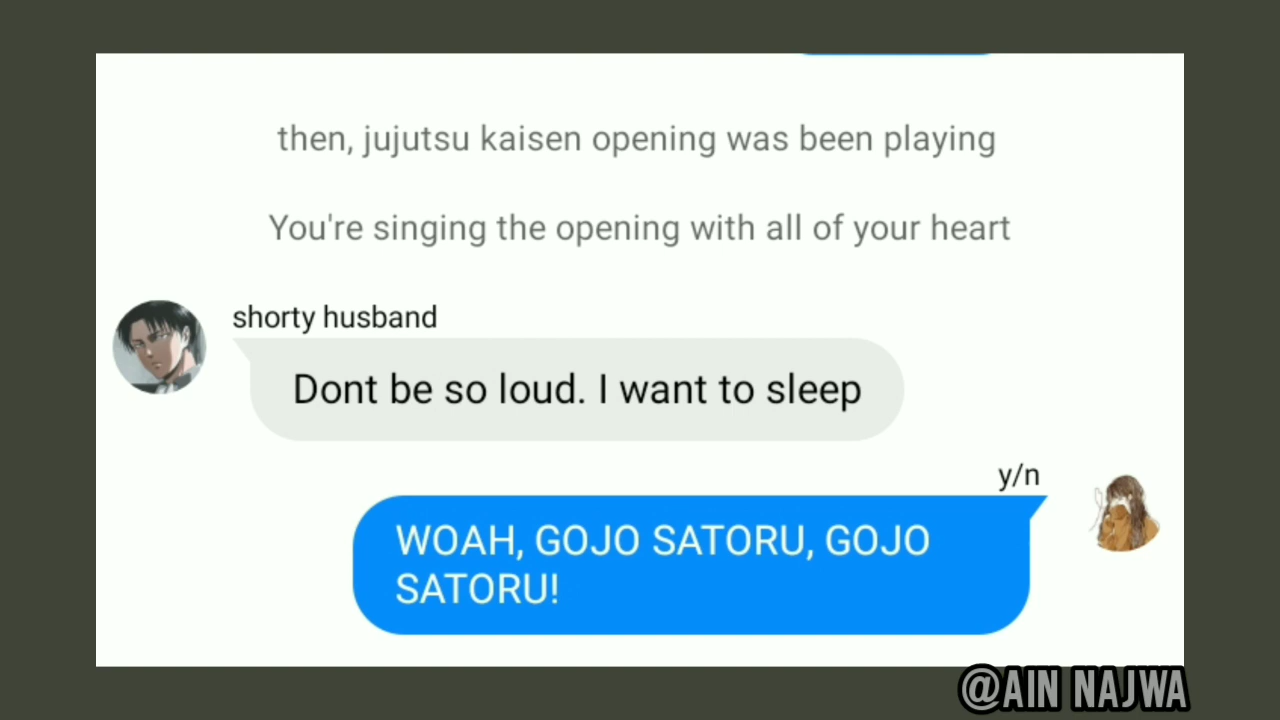 then, jujutsu kaisen opening was been playing
You're singing the opening with all of your heart
shorty husband
Dont be so loud. I want to sleep
y/n
WOAH, GOJO SATORU, GOJO
SATORU!
@AIN NAJWA